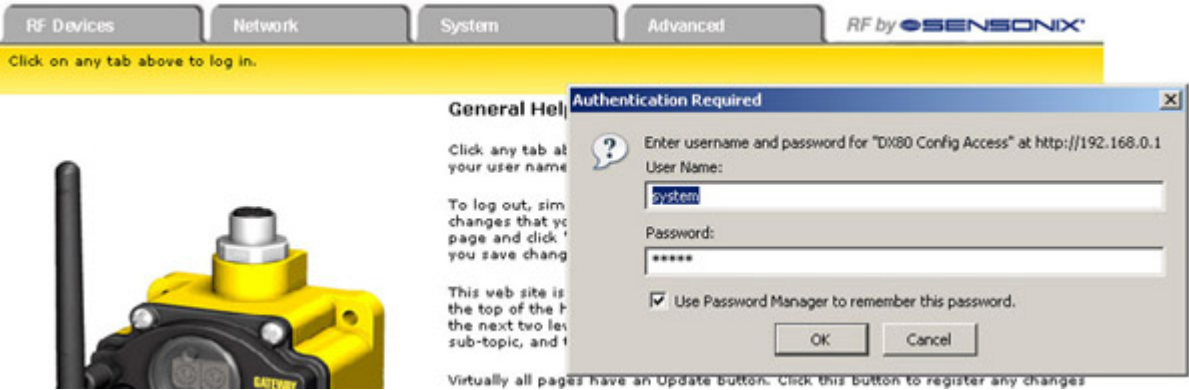 RF Devices
Network
System
Advanced
RF by SENSONIX
Click on any tab above to log in.
General Hel
Click any tab ab
your user name
To log out, sim
changes that yo
page and click
you save chang
This web site is
the top of the h
the next two lev
sub-topic, and t
Virtually all pages have an Update button. Click this button to register any changes
Authentication Required
Enter username and password for "DX80 Config Access" at http://192.168.0.1
User Name:
system
Password:
*****
Use Password Manager to remember this password.
OK
Cancel
GATEWAY